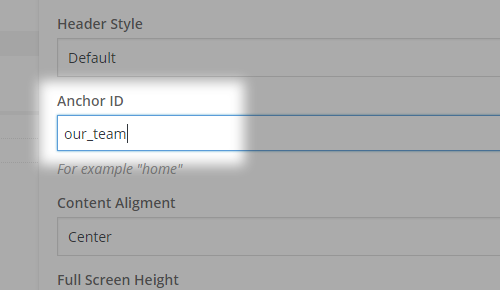 Header Style
Default
Anchor ID
our_team
For example "home"
Content Aligment
Center
Full Screen Height